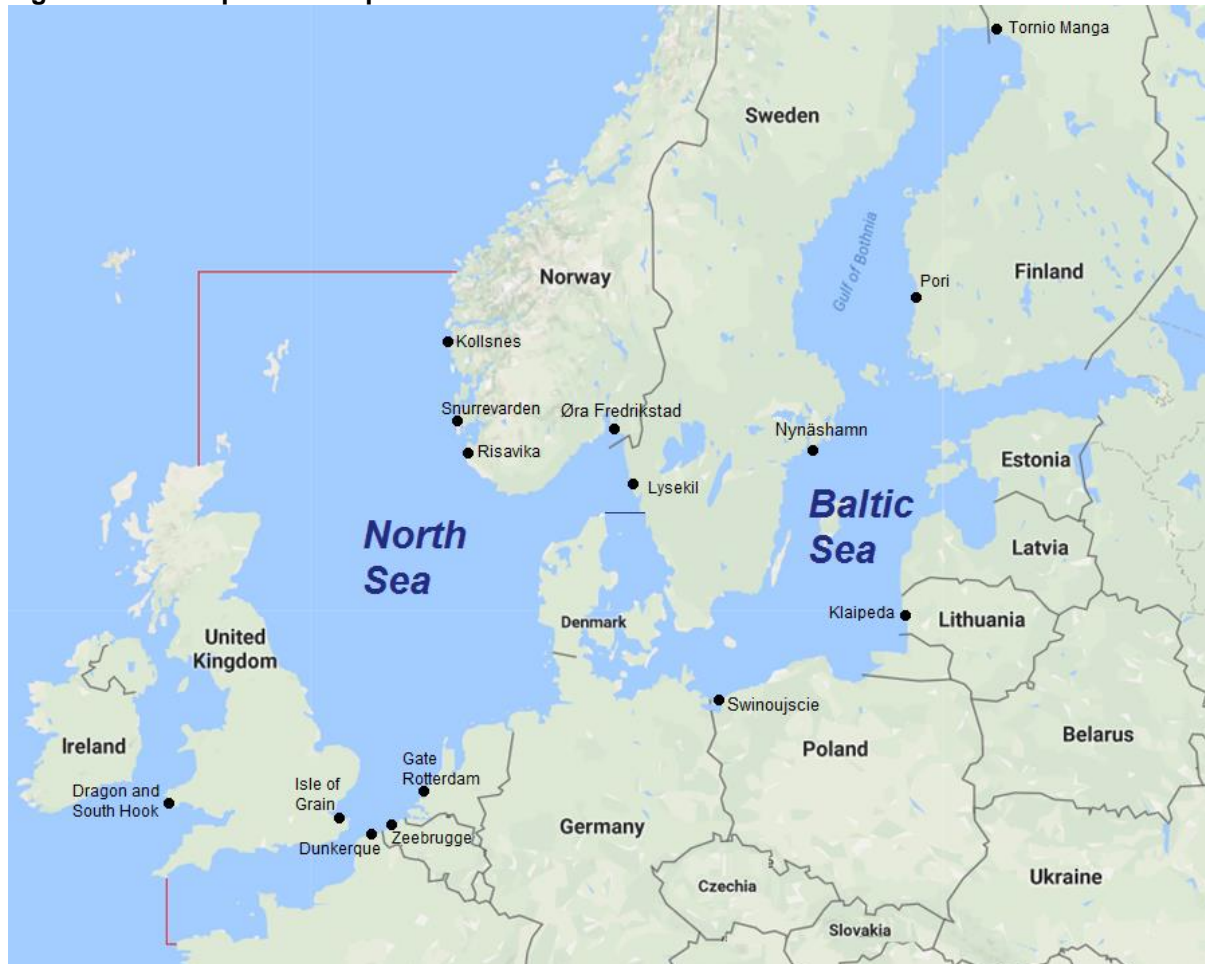 Tornio Manga
Sweden
Gulf of Bothnia
Norway
Finland
Pori
Kollsnes
Snurrevarden
Øra Fredrikstad
Nynäshamn
Risavika
Estonia
Lysekil
North
Sea
Baltic
Sea
Latvia
Denmark
Klaipeda
Lithuania
United
Kingdom
Swinoujscie
Ireland
Poland
Belarus
Gate
Rotterdam
Dragon and
South Hook
Isle of
Grain
Germany
Dunkerque
Zeebrugge
Czechia
Ukraine
Slovakia